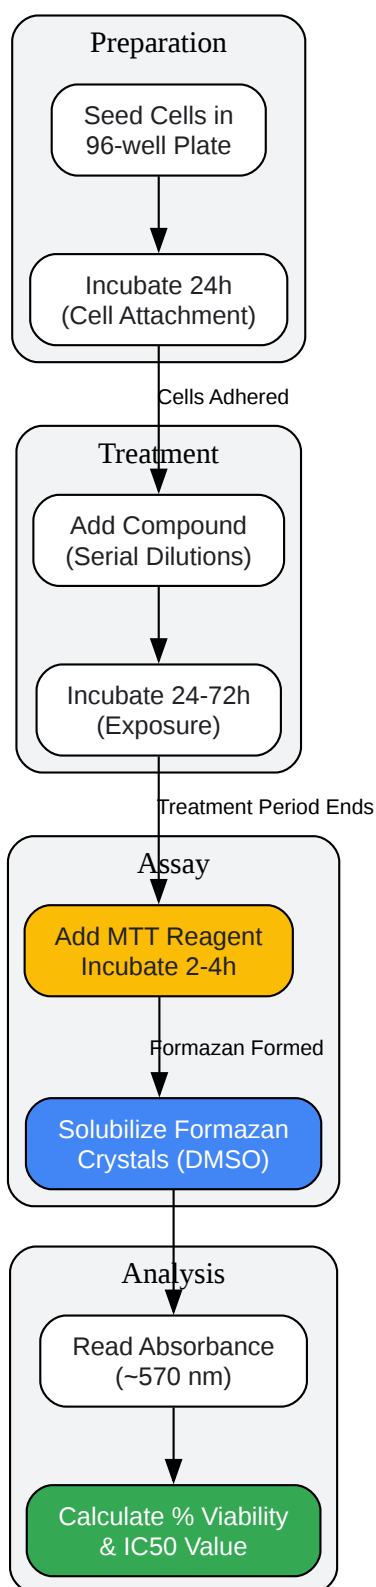 Preparation
Seed Cells in
96-well Plate
Incubate 24h
(Cell Attachment)
Cells Adhered
Treatment
Add Compound
(Serial Dilutions)
Incubate 24-72h
(Exposure)
Treatment Period Ends
Assay
Add MTT Reagent
Incubate 2-4h
Formazan Formed
Solubilize Formazan
Crystals (DMSO)
Analysis
Read Absorbance
(~570 nm)
Calculate % Viability
& IC50 Value